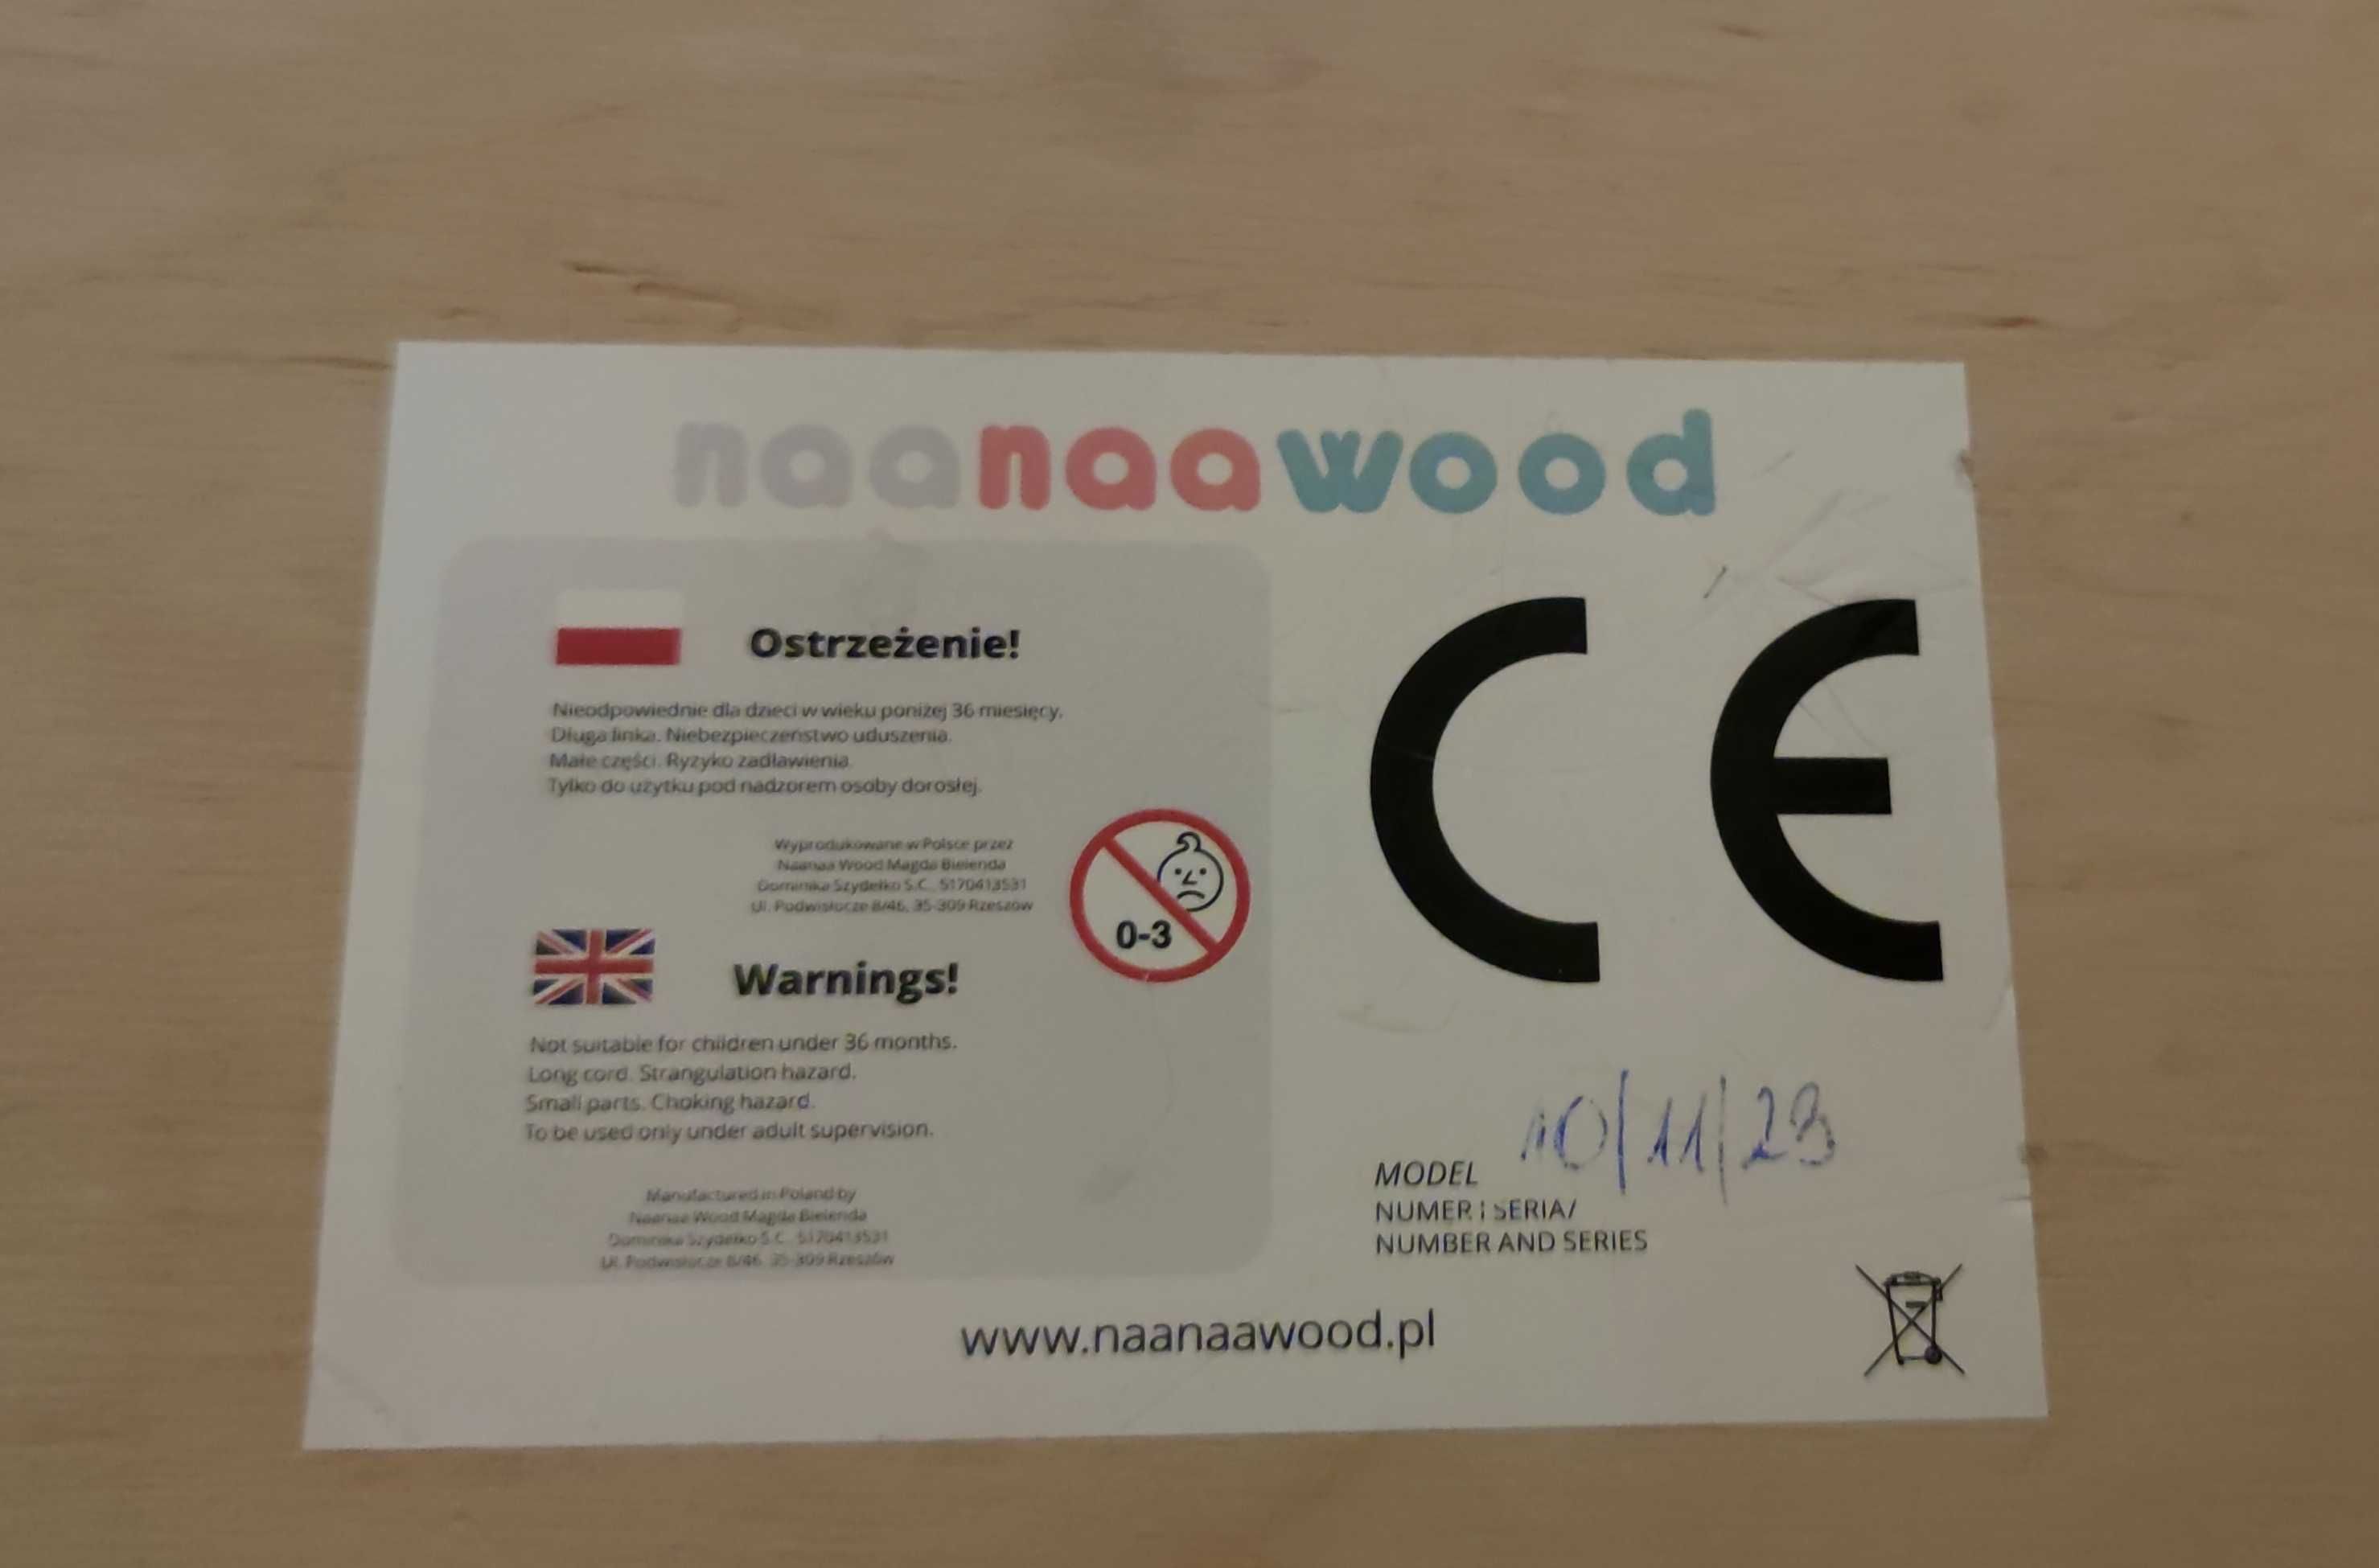 naanaawood
Ostrzeżenie!
Nieodpowiednie dla dzieci w wieku poniżej 36 miesięcy.
Długa linka. Niebezpieczeństwo uduszenia.
Małe części. Ryzyko zadławienia.
Tylko do użytku pod nadzorem osoby dorosłej.
Wyprodukowane w Polsce przez
Naanaa Wood Magda Bielenda
Dominika Szydełko S.C. 5170413531
Ul. Podwisłocze 8/46, 35-309 Rzeszów
0-3
Warnings!
Not suitable for children under 36 months.
Long cord. Strangulation hazard.
Small parts. Choking hazard.
To be used only under adult supervision.
Manufactured in Poland by
Naanaa Wood Magda Bielenda
Dominika Szydełko S.C. 5170413531
Ul. Podwisłocze 8/46, 35-309 Rzeszów
CE
10/11/23
MODEL
NUMER I SERIA/
NUMBER AND SERIES
www.naanaawood.pl